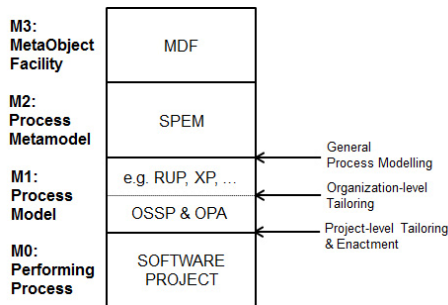 M3:
MetaObject
Facility
MDF
M2:
Process
Metamodel
SPEM
General
Process Modelling
M1:
Process
Model
e.g. RUP, XP, ...
Organization-level
Tailoring
OSSP & OPA
Project-level Tailoring
& Enactment
M0:
Performing
Process
SOFTWARE
PROJECT